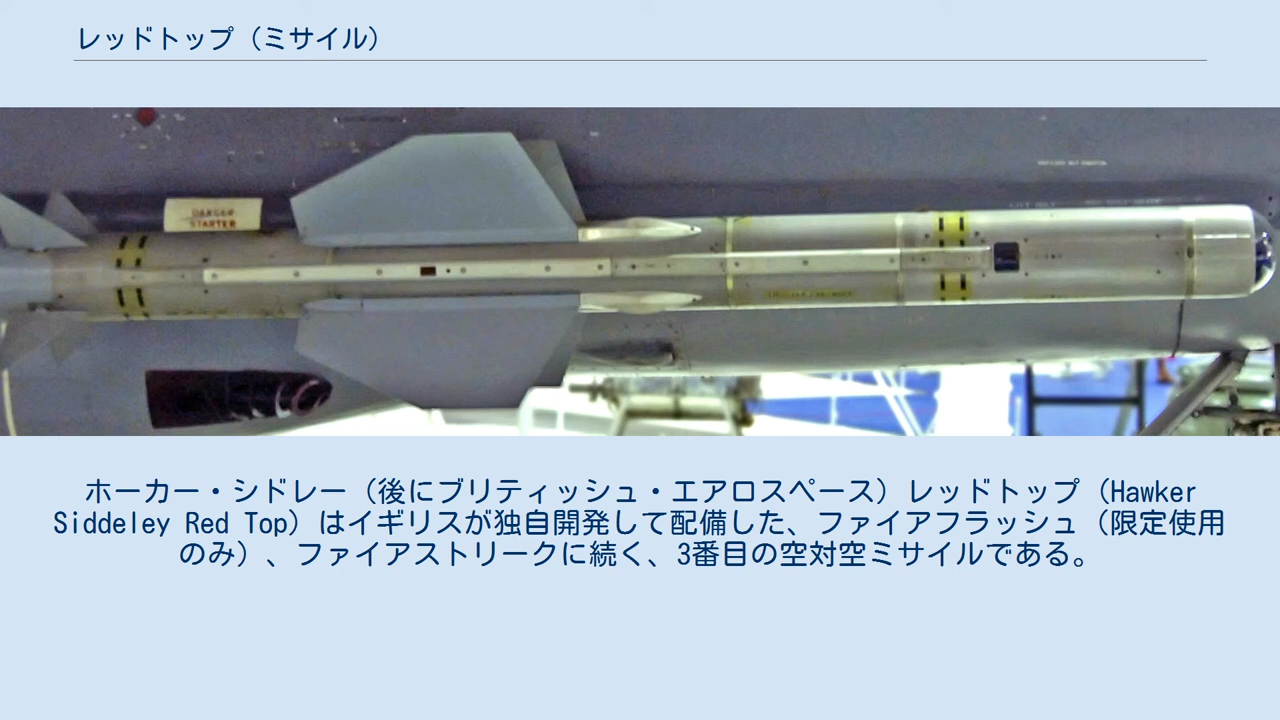 レッドトップ（ミサイル）
DANGER
STARTER
ホーカー・シドレー（後にブリティッシュ・エアロスペース）レッドトップ（Hawker
Siddeley Red Top）はイギリスが独自開発して配備した、ファイアフラッシュ（限定使用
のみ）、ファイアストリークに続く、3番目の空対空ミサイルである。